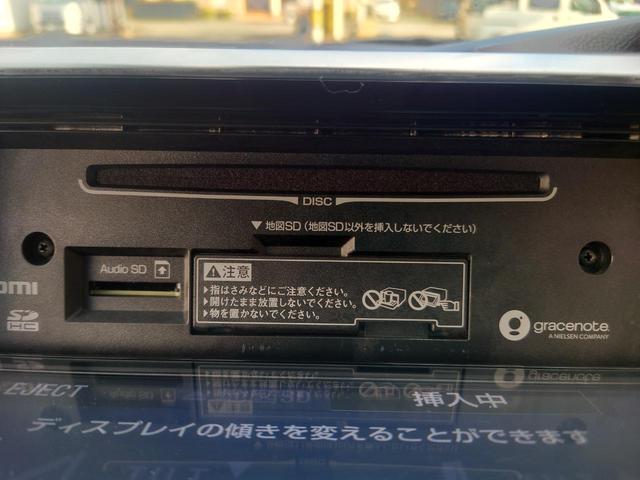 DISC
▼ 地図SD (地図SD以外を挿入しないでください)
Audio SD
注意
▶指はさみなどにご注意ください。
▶開けたまま放置しないでください。
▶物を置かないでください。
SD
HC
gracenote
A NIELSEN COMPANY
EJECT
挿入中
ディスプレイの傾きを変えることができます